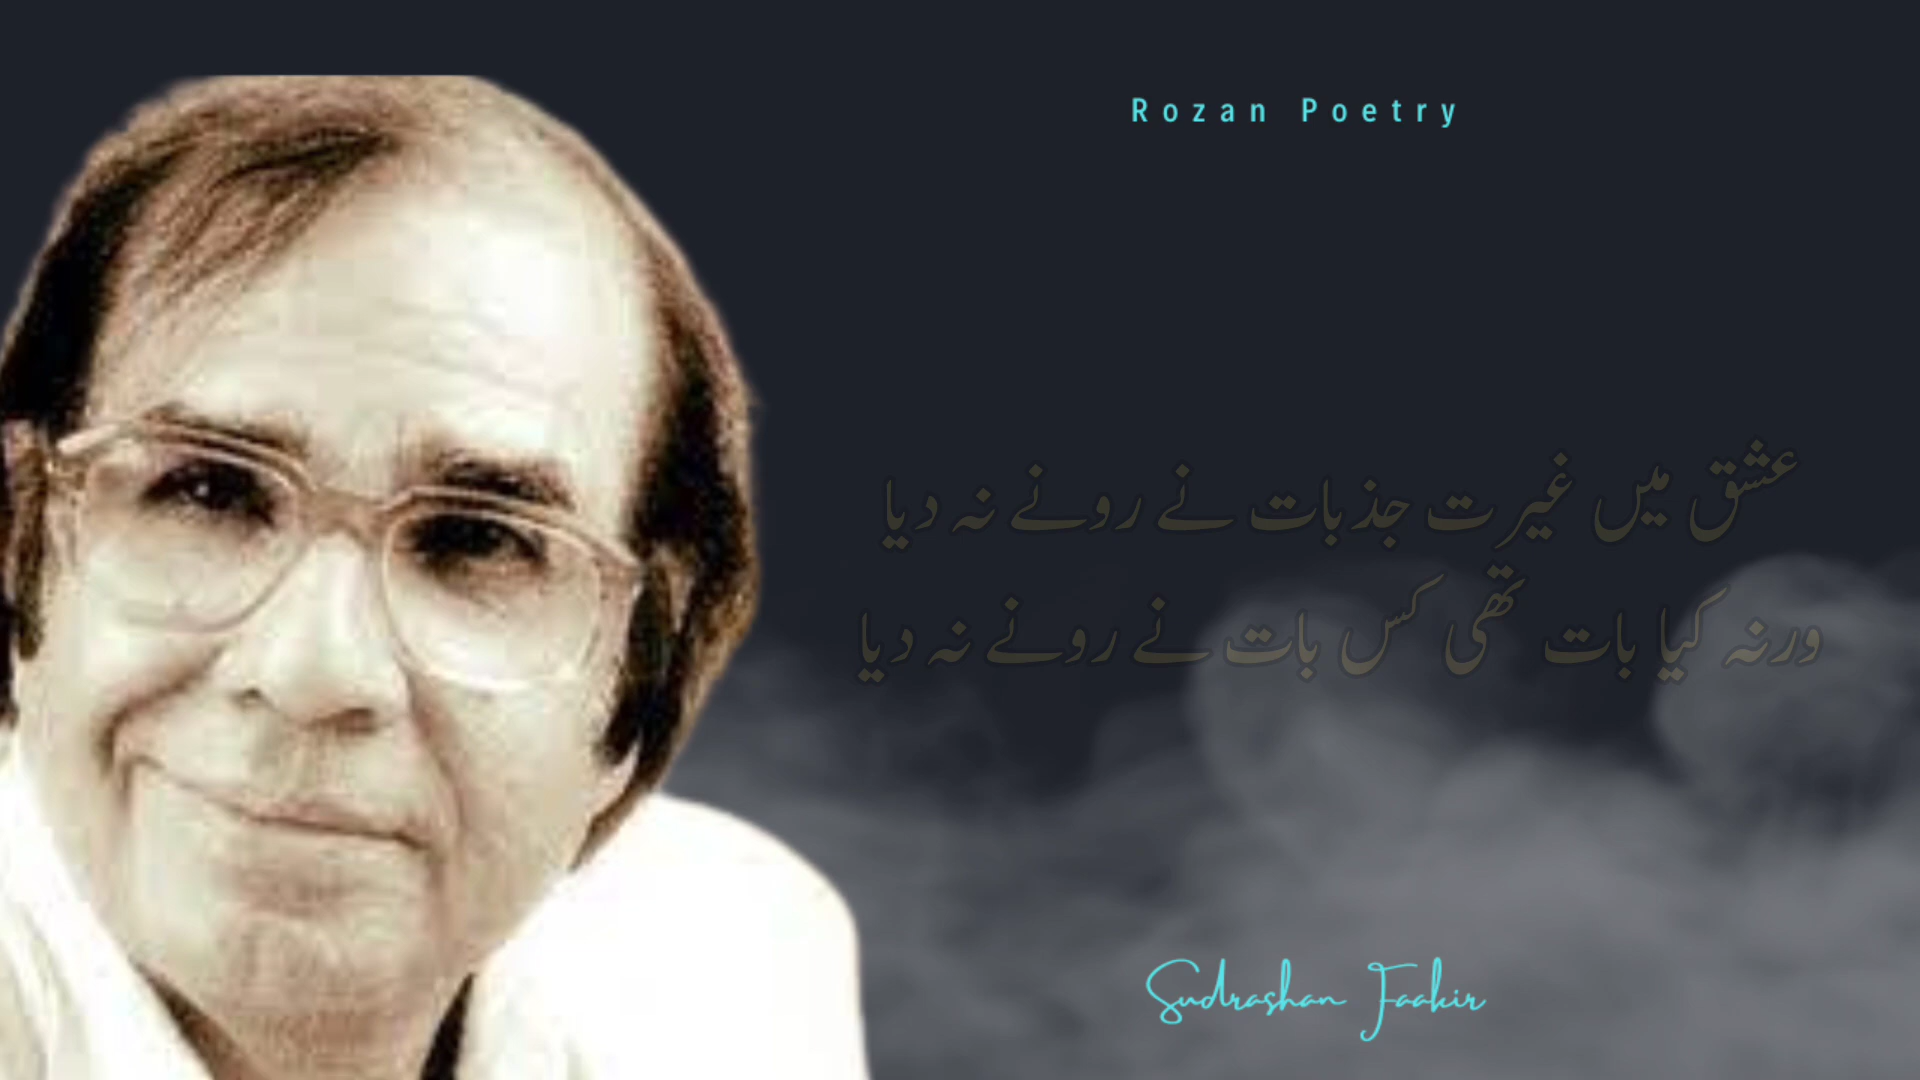 Rozan Poetry
عشق میں غیرت جذبات نے رونے نہ دیا
ورنہ کیا بات تھی کس بات نے رونے نہ دیا
Sudrashan Faakir